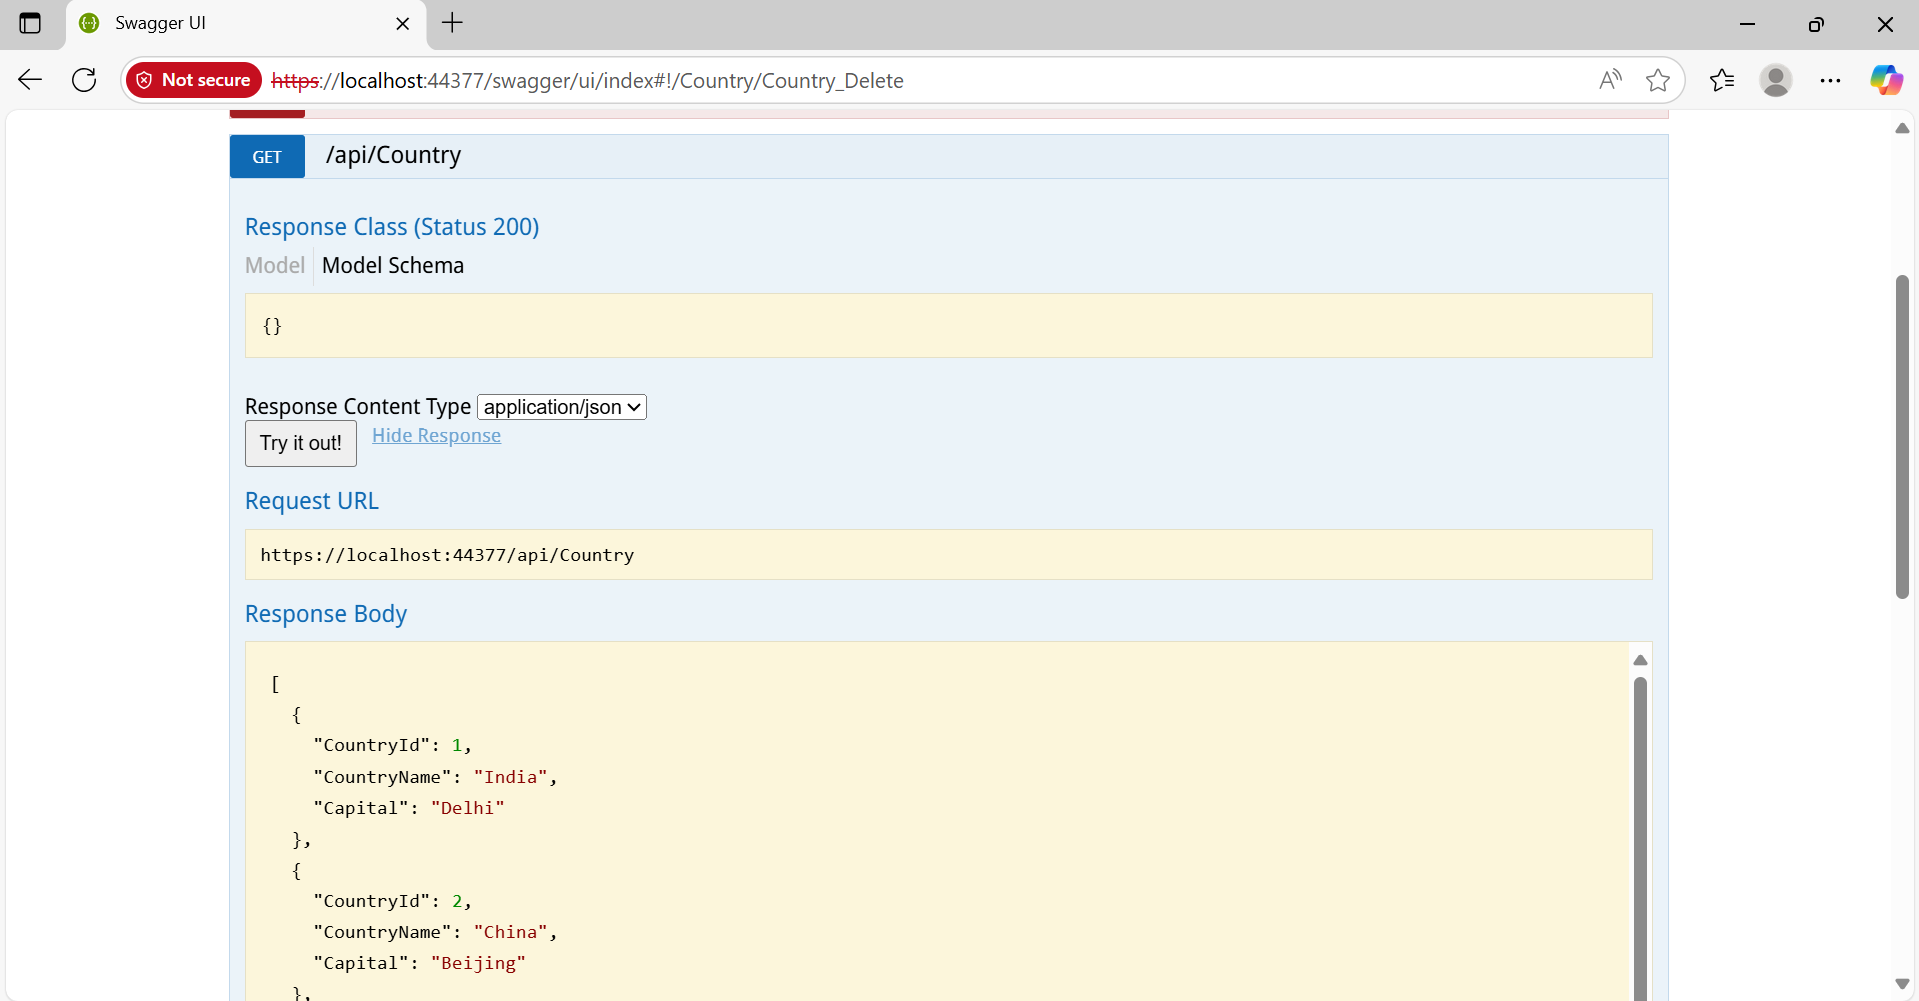 Swagger UI
Not secure https://localhost:44377/swagger/ui/index#!/Country/Country_Delete
GET /api/Country
Response Class (Status 200)
Model Model Schema
{}
Response Content Type application/json
Try it out! Hide Response
Request URL
https://localhost:44377/api/Country
Response Body
[
{
"CountryId": 1,
"CountryName": "India",
"Capital": "Delhi"
},
{
"CountryId": 2,
"CountryName": "China",
"Capital": "Beijing"
},